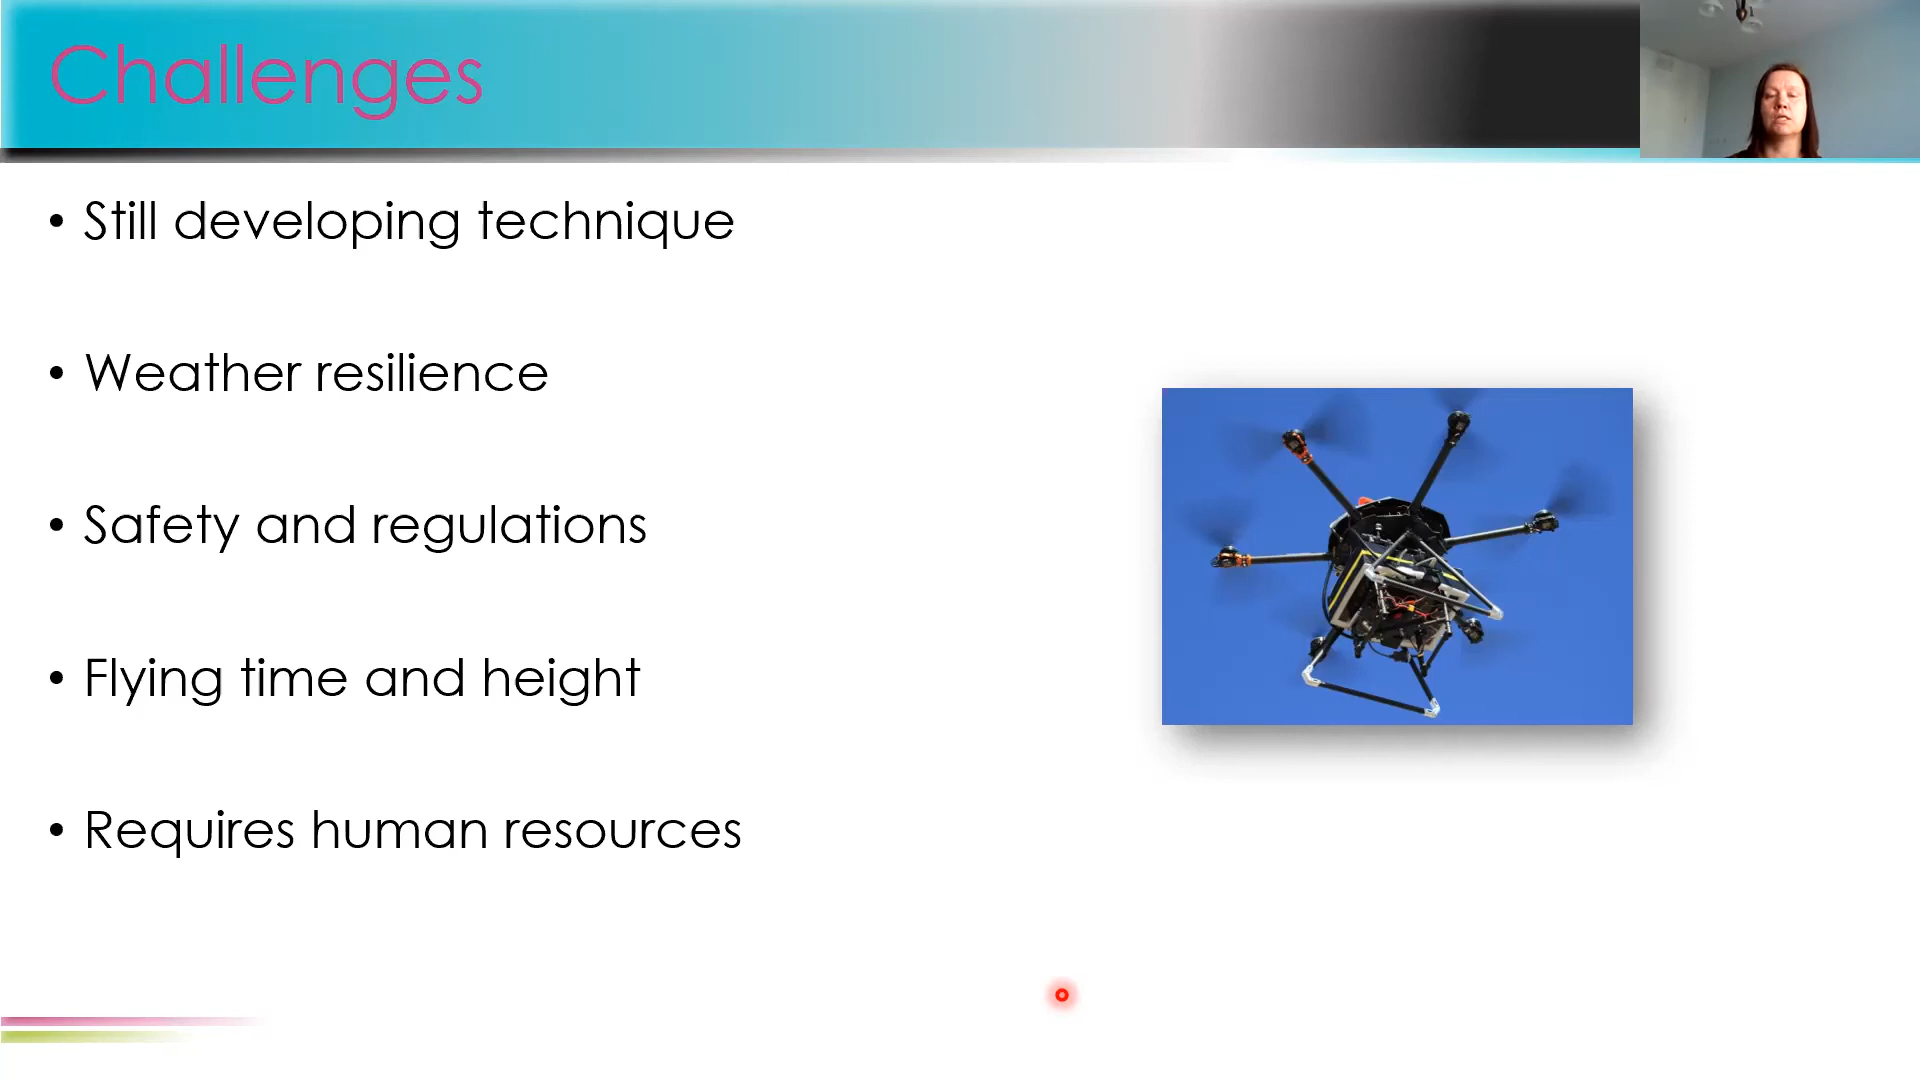 Challenges
• Still developing technique
• Weather resilience
• Safety and regulations
• Flying time and height
• Requires human resources